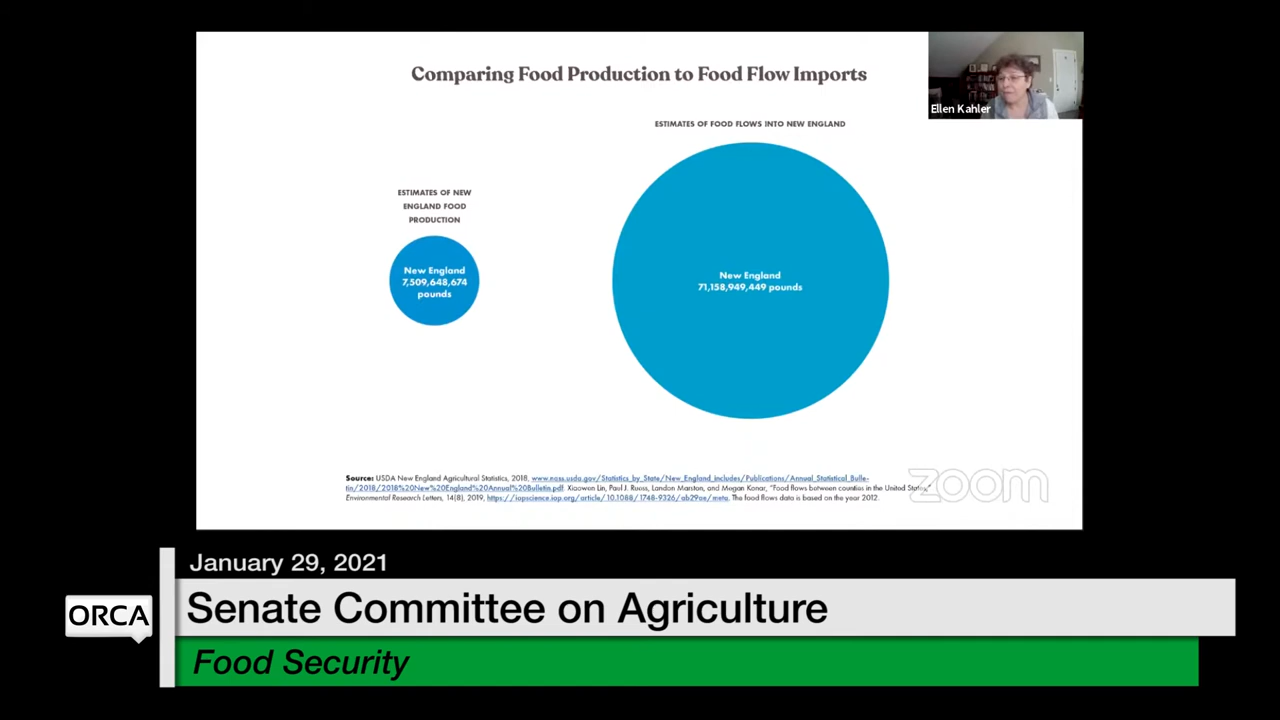 Comparing Food Production to Food Flow Imports
Ellen Kahler
ESTIMATES OF FOOD FLOWS INTO NEW ENGLAND
ESTIMATES OF NEW
ENGLAND FOOD
PRODUCTION
New England
7,509,648,674
pounds
New England
71,158,949,449 pounds
Source: USDA New England Agricultural Statistics, 2018, www.nass.usda.gov/Statistics_by_State/New_England_includes/Publications/Annual_Statistical_Bulle-
tin/2018/2018%20New%20England%20Annual%20Bulletin.pdf. Xiaowen Lin, Paul J. Ruess, Landon Marston, and Megan Konar, "Food flows between counties in the United States,"
Environmental Research Letters, 14(8), 2019, https://iopscience.iop.org/article/10.1088/1748-9326/ab29ae/meta. The food flows data is based on the year 2012.
zoom
January 29, 2021
ORCA
Senate Committee on Agriculture
Food Security